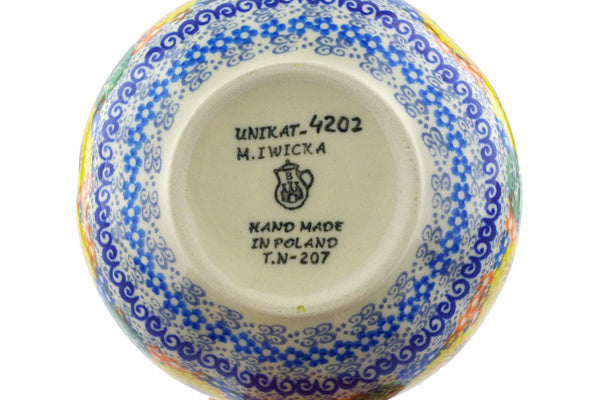 UNIKAT-4202
M.IWICKA
B
HAND MADE
IN POLAND
T.N-207